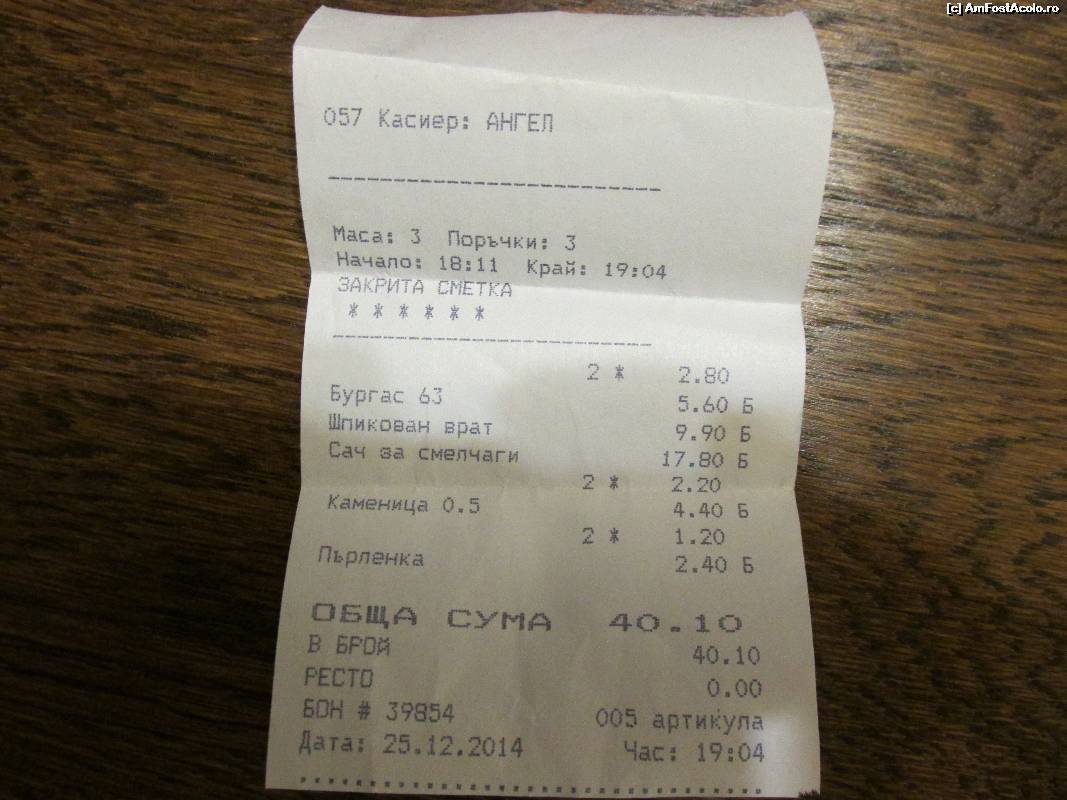 [c] AmFostAcolo.ro
057 Касиер: АНГЕЛ
--------------------------
Маса: 3 Поръчки: 3
Начало: 18:11 Край: 19:04
ЗАКРИТА СМЕТКА
* * * * * *
--------------------------
2 * 2.80
Бургас 63 5.60 Б
Шпикован врат 9.90 Б
Сач за смелчаги 17.80 Б
2 * 2.20
Каменица 0.5 4.40 Б
2 * 1.20
Пърленка 2.40 Б
ОБЩА СУМА 40.10
В БРОЙ 40.10
РЕСТО 0.00
БОН # 39854 005 артикула
Дата: 25.12.2014 Час: 19:04